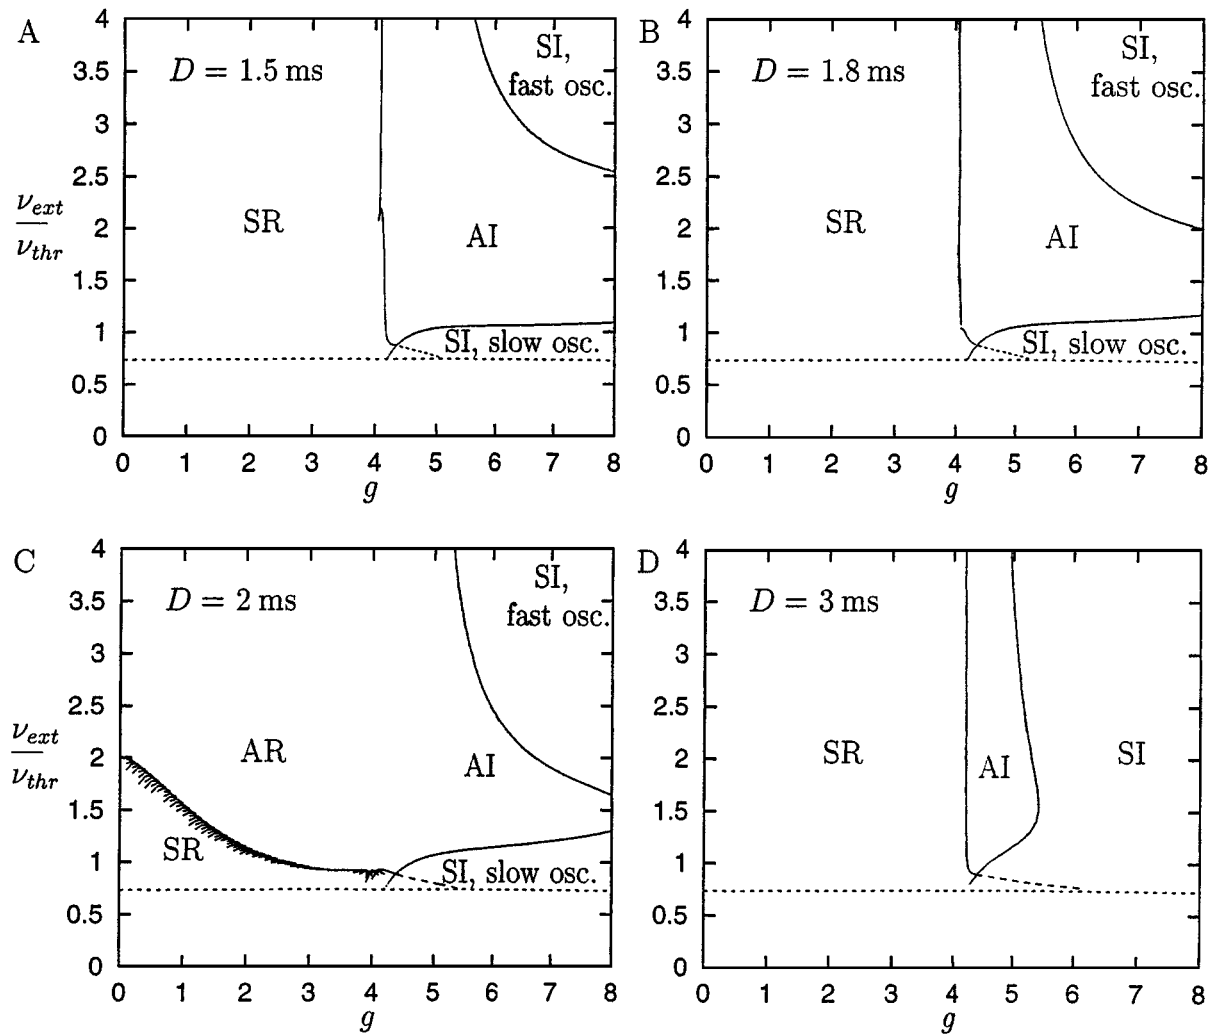 A
D = 1.5 ms
SI,
fast osc.
SR
AI
SI, slow osc.
4
3.5
3
2.5
2
1.5
1
0.5
0
ν_ext
ν_thr
0 1 2 3 4 5 6 7 8
g
B
D = 1.8 ms
SI,
fast osc.
SR
AI
SI, slow osc.
4
3.5
3
2.5
2
1.5
1
0.5
0
0 1 2 3 4 5 6 7 8
g
C
D = 2 ms
SI,
fast osc.
AR
AI
SR
SI, slow osc.
4
3.5
3
2.5
2
1.5
1
0.5
0
ν_ext
ν_thr
0 1 2 3 4 5 6 7 8
g
D
D = 3 ms
SR
AI
SI
4
3.5
3
2.5
2
1.5
1
0.5
0
0 1 2 3 4 5 6 7 8
g